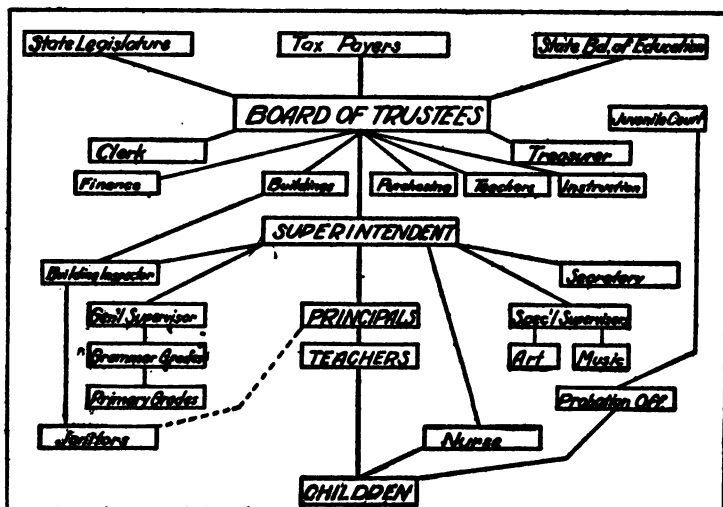 State Legislature
Tax Payers
State Bd. of Education
BOARD OF TRUSTEES
Juvenile Court
Clerk
Treasurer
Finance
Buildings
Purchasing
Teachers
Instruction
SUPERINTENDENT
Building Inspector
Secretary
Gen'l Supervisor
PRINCIPALS
Spec'l Supervisors
Grammar Grades
TEACHERS
Art
Music
Primary Grades
Probation Off.
Janitors
Nurse
CHILDREN